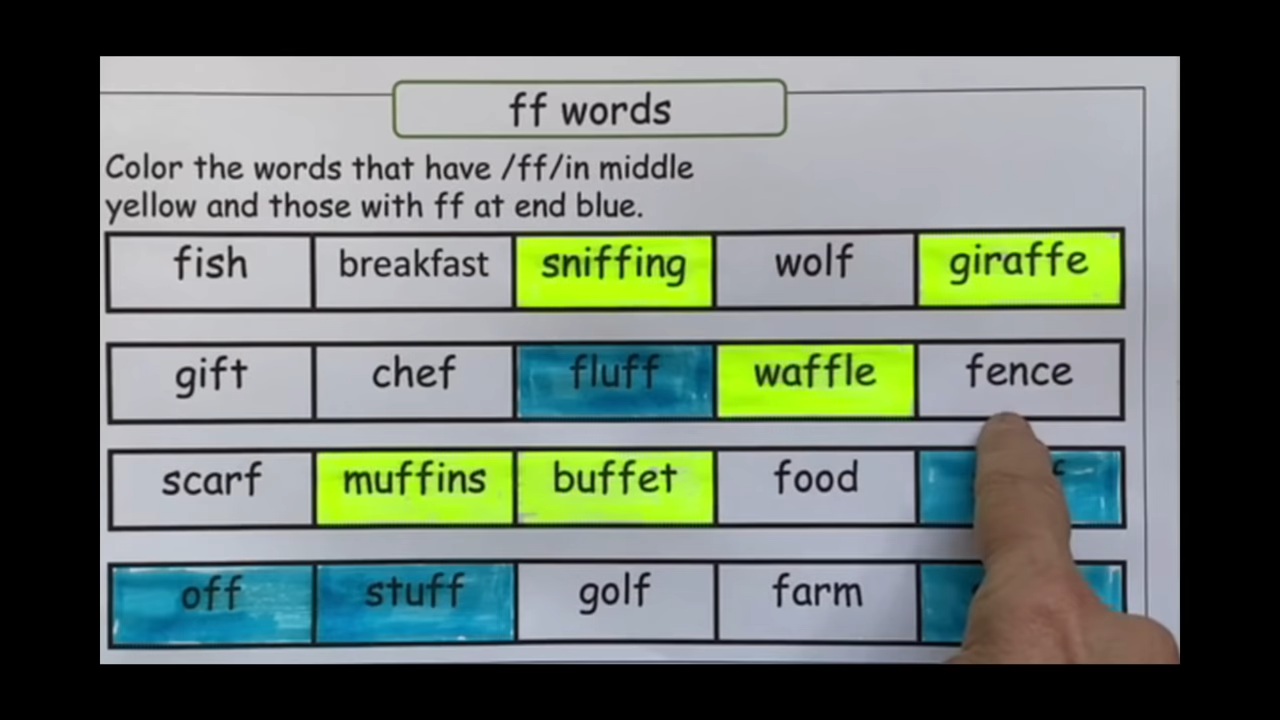 ff words
Color the words that have /ff/in middle
yellow and those with ff at end blue.
fish breakfast sniffing wolf giraffe
gift chef fluff waffle fence
scarf muffins buffet food
off stuff golf farm